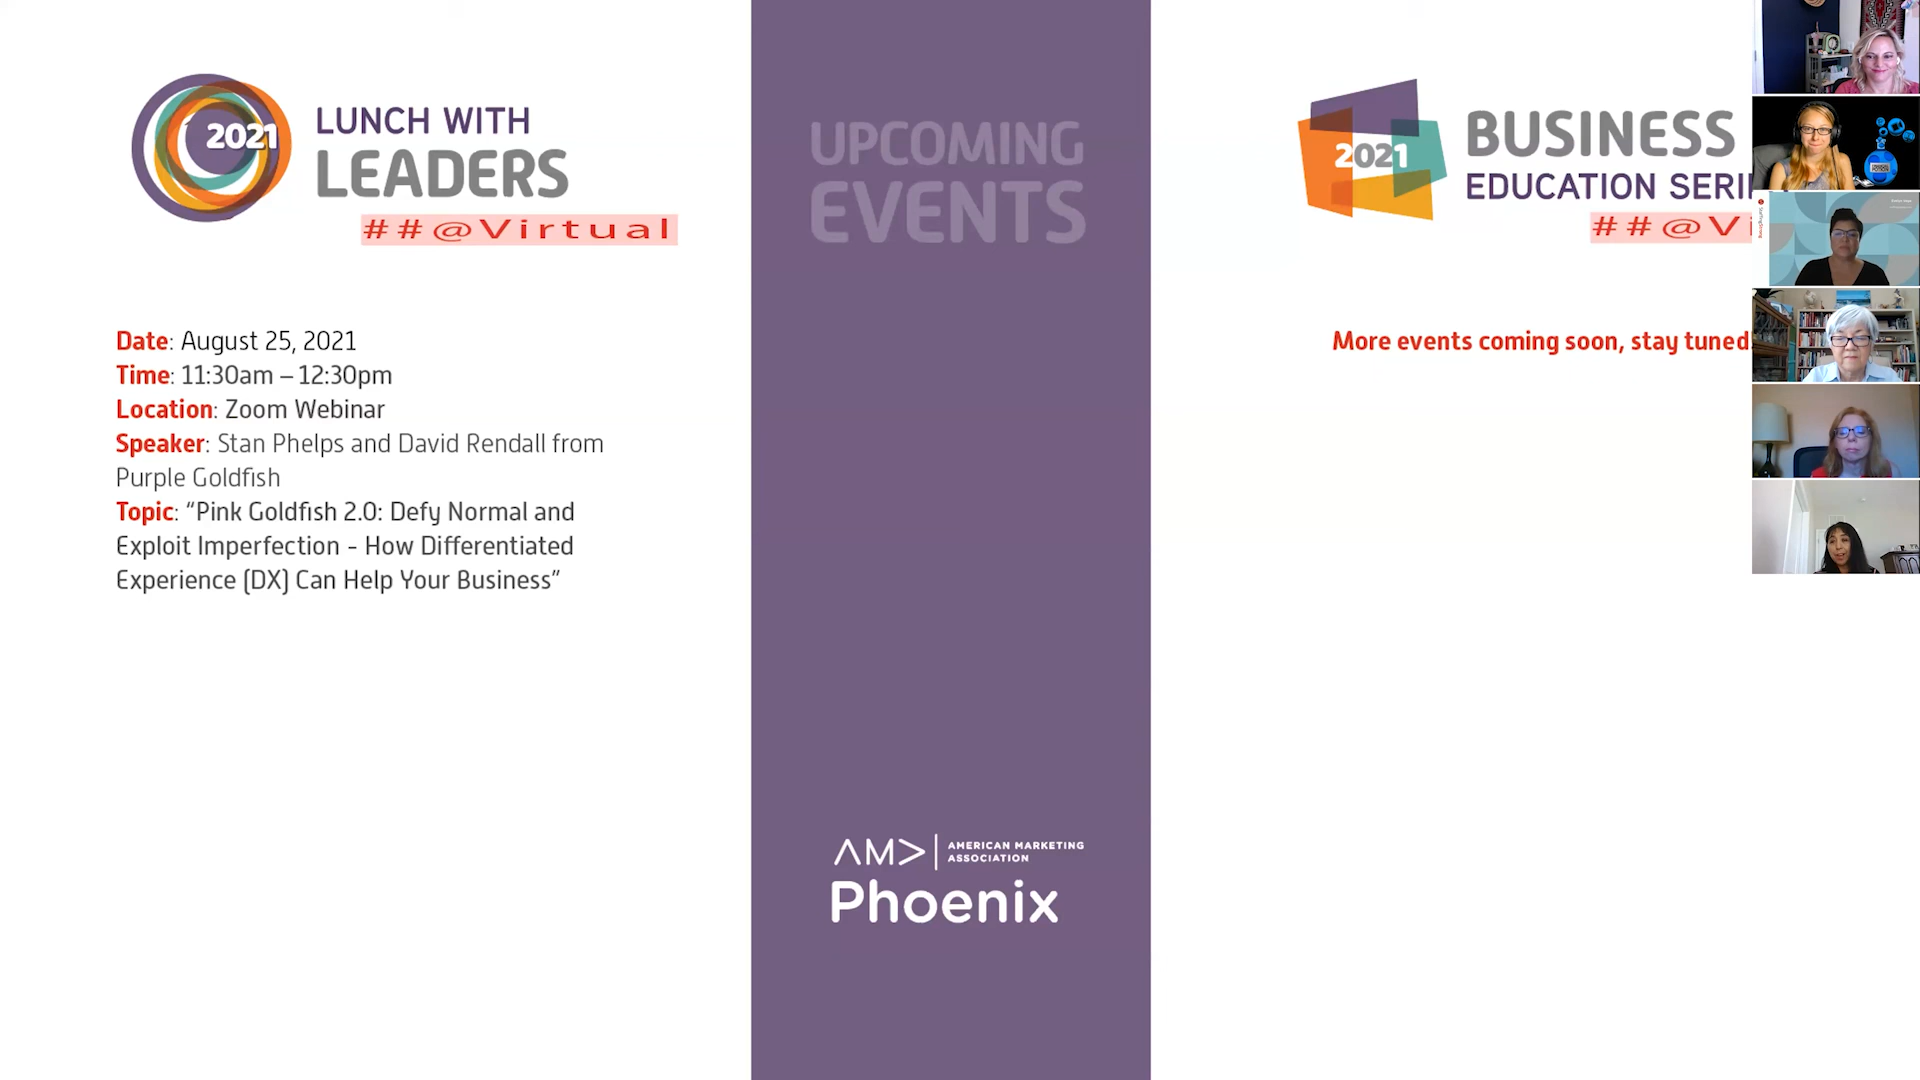 2021
LUNCH WITH
LEADERS
##@Virtual
Date: August 25, 2021
Time: 11:30am – 12:30pm
Location: Zoom Webinar
Speaker: Stan Phelps and David Rendall from
Purple Goldfish
Topic: “Pink Goldfish 2.0: Defy Normal and
Exploit Imperfection - How Differentiated
Experience (DX) Can Help Your Business”
UPCOMING
EVENTS
AMA | AMERICAN MARKETING
ASSOCIATION
Phoenix
2021
BUSINESS
EDUCATION SERI
##@Vi
More events coming soon, stay tuned